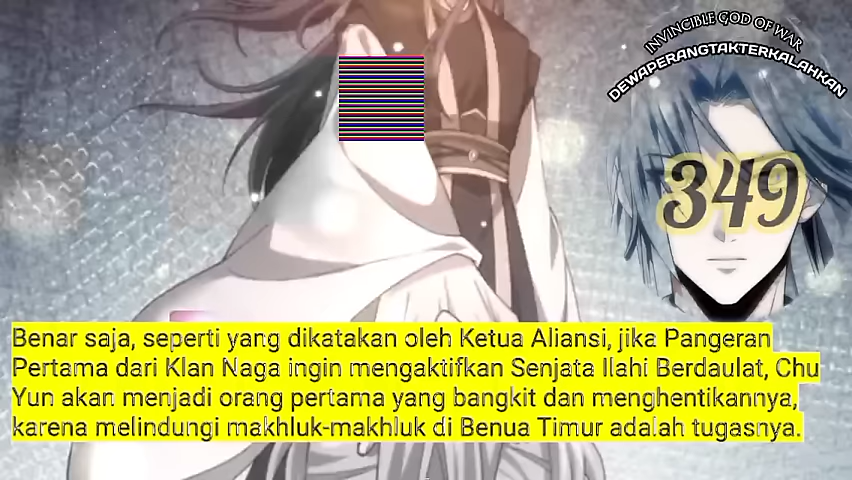 INVINCIBLE GOD OF WAR
DEWAPERANGTAKTERKALAHKAN
349
Benar saja, seperti yang dikatakan oleh Ketua Aliansi, jika Pangeran
Pertama dari Klan Naga ingin mengaktifkan Senjata Ilahi Berdaulat, Chu
Yun akan menjadi orang pertama yang bangkit dan menghentikannya,
karena melindungi makhluk-makhluk di Benua Timur adalah tugasnya.